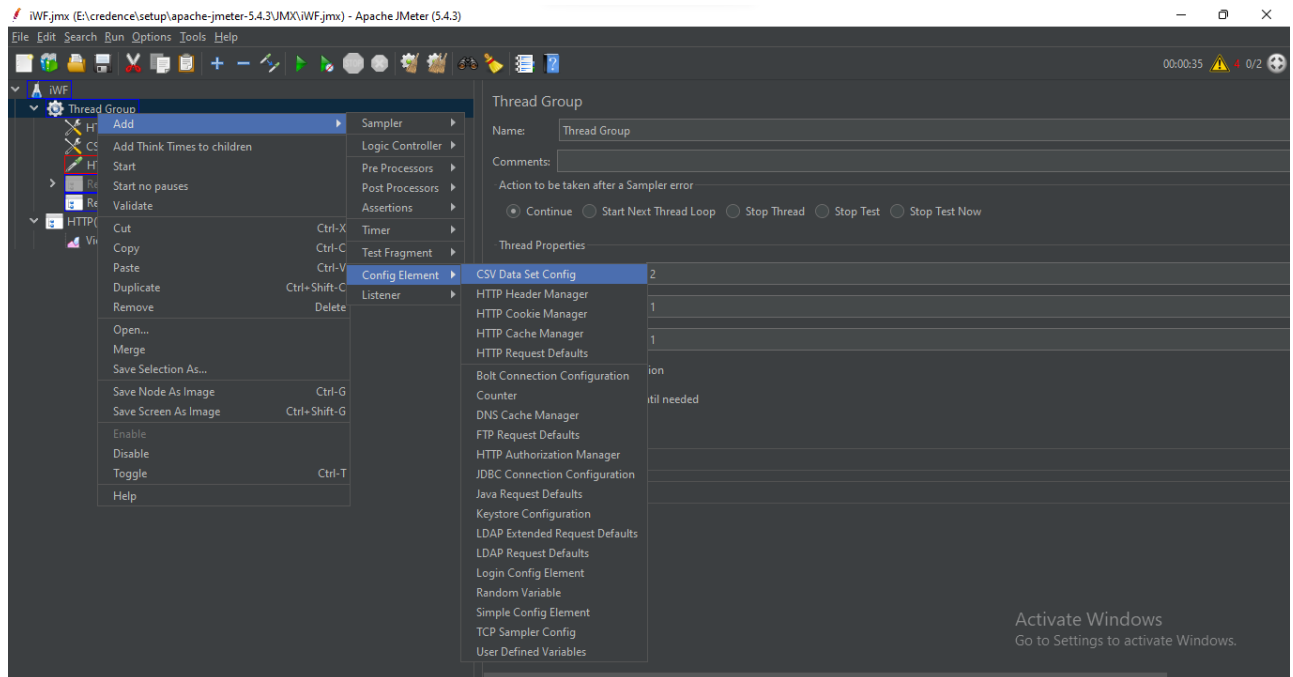 iWF.jmx (E:\credence\setup\apache-jmeter-5.4.3\JMX\iWF.jmx) - Apache JMeter (5.4.3)
File Edit Search Run Options Tools Help
00:00:35 4 0/2
iWF
Thread Group
HT
CS
HT
Re
Re
HTTP(
Vi
Add
Add Think Times to children
Start
Start no pauses
Validate
Cut Ctrl-X
Copy Ctrl-C
Paste Ctrl-V
Duplicate Ctrl+Shift-C
Remove Delete
Open...
Merge
Save Selection As...
Save Node As Image Ctrl-G
Save Screen As Image Ctrl+Shift-G
Enable
Disable
Toggle Ctrl-T
Help
Sampler
Logic Controller
Pre Processors
Post Processors
Assertions
Timer
Test Fragment
Config Element
Listener
CSV Data Set Config
HTTP Header Manager
HTTP Cookie Manager
HTTP Cache Manager
HTTP Request Defaults
Bolt Connection Configuration
Counter
DNS Cache Manager
FTP Request Defaults
HTTP Authorization Manager
JDBC Connection Configuration
Java Request Defaults
Keystore Configuration
LDAP Extended Request Defaults
LDAP Request Defaults
Login Config Element
Random Variable
Simple Config Element
TCP Sampler Config
User Defined Variables
Thread Group
Name: Thread Group
Comments:
Action to be taken after a Sampler error
Continue Start Next Thread Loop Stop Thread Stop Test Stop Test Now
Thread Properties
2
1
1
ion
til needed
Activate Windows
Go to Settings to activate Windows.